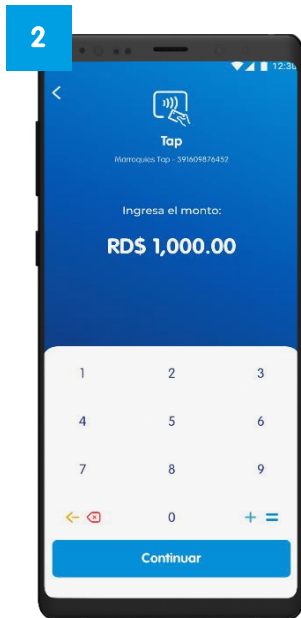 2
12:30
Tap
Marroquies Tap - 391609876452
Ingresa el monto:
RD$ 1,000.00
1 2 3
4 5 6
7 8 9
0 + =
Continuar